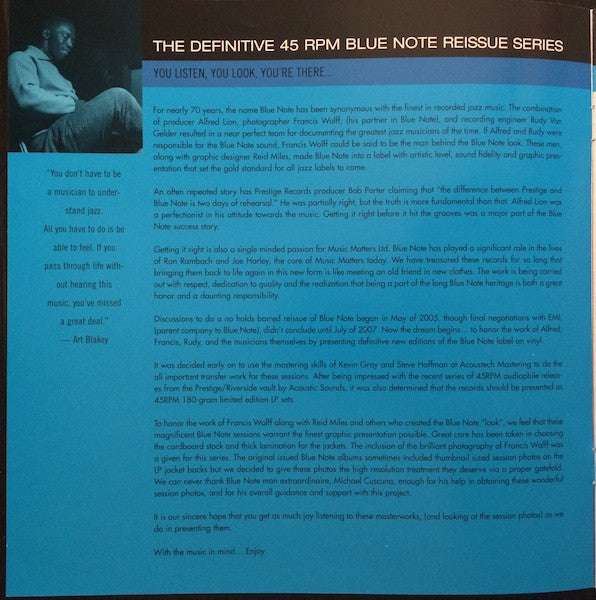 THE DEFINITIVE 45 RPM BLUE NOTE REISSUE SERIES
YOU LISTEN, YOU LOOK, YOU'RE THERE...
"You don't have to be
a musician to under-
stand jazz.
All you have to do is be
able to feel. If you
pass through life with-
out hearing this
music, you've missed
a great deal."
— Art Blakey
For nearly 70 years, the name Blue Note has been synonymous with the finest in recorded jazz music. The combination
of producer Alfred Lion, photographer Francis Wolff, (his partner in Blue Note), and recording engineer Rudy Van
Gelder resulted in a near perfect team for documenting the greatest jazz musicians of the time. If Alfred and Rudy were
responsible for the Blue Note sound, Francis Wolff could be said to be the man behind the Blue Note look. These men,
along with graphic designer Reid Miles, made Blue Note into a label with artistic level, sound fidelity and graphic pres-
entation that set the gold standard for all jazz labels to come.
An often repeated story has Prestige Records producer Bob Porter claiming that "the difference between Prestige and
Blue Note is two days of rehearsal." He was partially right, but the truth is more fundamental than that. Alfred Lion was
a perfectionist in his attitude towards the music. Getting it right before it hit the grooves was a major part of the Blue
Note success story.
Getting it right is also a single minded passion for Music Matters Ltd. Blue Note has played a significant role in the lives
of Ron Rambach and Joe Harley, the core of Music Matters today. We have treasured these records for so long that
bringing them back to life again in this new form is like meeting an old friend in new clothes. The work is being carried
out with respect, dedication to quality and the realization that being a part of the long Blue Note heritage is both a great
honor and a daunting responsibility.
Discussions to do a no holds barred reissue of Blue Note began in May of 2005, though final negotiations with EMI,
(parent company to Blue Note), didn't conclude until July of 2007. Now the dream begins... to honor the work of Alfred,
Francis, Rudy, and the musicians themselves by presenting definitive new editions of the Blue Note label on vinyl.
It was decided early on to use the mastering skills of Kevin Gray and Steve Hoffman at Acoustech Mastering to do the
all important transfer work for these sessions. After being impressed with the recent series of 45RPM audiophile releas-
es from the Prestige/Riverside vault by Acoustic Sounds, it was also determined that the records should be presented as
45RPM 180-gram limited edition LP sets.
To honor the work of Francis Wolff along with Reid Miles and others who created the Blue Note "look", we feel that these
magnificent Blue Note sessions warrant the finest graphic presentation possible. Great care has been taken in choosing
the cardboard stock and thick lamination for the jackets. The inclusion of the brilliant photography of Francis Wolff was
a given for this series. The original issued Blue Note albums sometimes included thumbnail sized session photos on the
LP jacket backs but we decided to give these photos the high resolution treatment they deserve via a proper gatefold.
We can never thank Blue Note man extraordinaire, Michael Cuscuna, enough for his help in obtaining these wonderful
session photos, and for his overall guidance and support with this project.
It is our sincere hope that you get as much joy listening to these masterworks, (and looking at the session photos) as we
do in presenting them.
With the music in mind... Enjoy